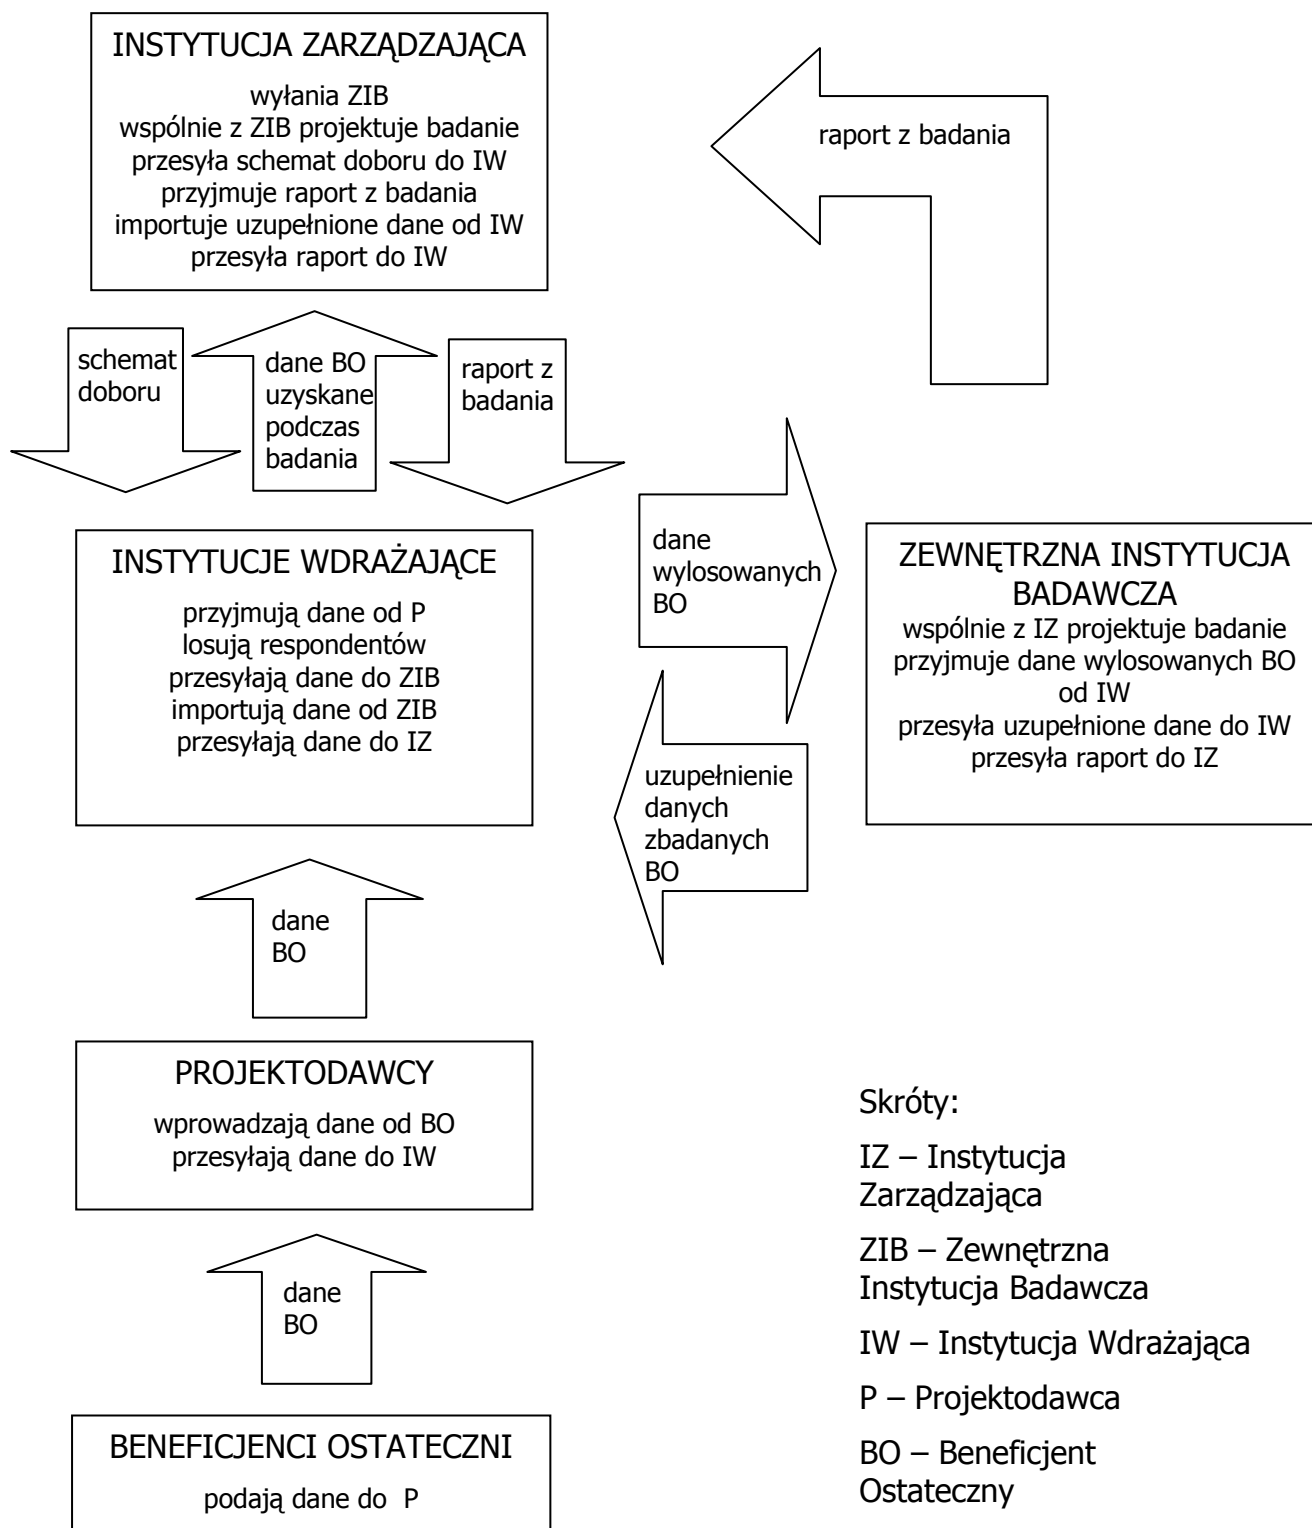 INSTYTUCJA ZARZĄDZAJĄCA
wyłania ZIB
wspólnie z ZIB projektuje badanie
przesyła schemat doboru do IW
przyjmuje raport z badania
importuje uzupełnione dane od IW
przesyła raport do IW
raport z badania
schemat
doboru
dane BO
uzyskane
podczas
badania
raport z
badania
INSTYTUCJE WDRAŻAJĄCE
przyjmują dane od P
losują respondentów
przesyłają dane do ZIB
importują dane od ZIB
przesyłają dane do IZ
dane
wylosowanych
BO
ZEWNĘTRZNA INSTYTUCJA
BADAWCZA
wspólnie z IZ projektuje badanie
przyjmuje dane wylosowanych BO
od IW
przesyła uzupełnione dane do IW
przesyła raport do IZ
uzupełnienie
danych
zbadanych
BO
dane
BO
PROJEKTODAWCY
wprowadzają dane od BO
przesyłają dane do IW
dane
BO
BENEFICJENCI OSTATECZNI
podają dane do  P
Skróty:
IZ – Instytucja
Zarządzająca
ZIB – Zewnętrzna
Instytucja Badawcza
IW – Instytucja Wdrażająca
P – Projektodawca
BO – Beneficjent
Ostateczny